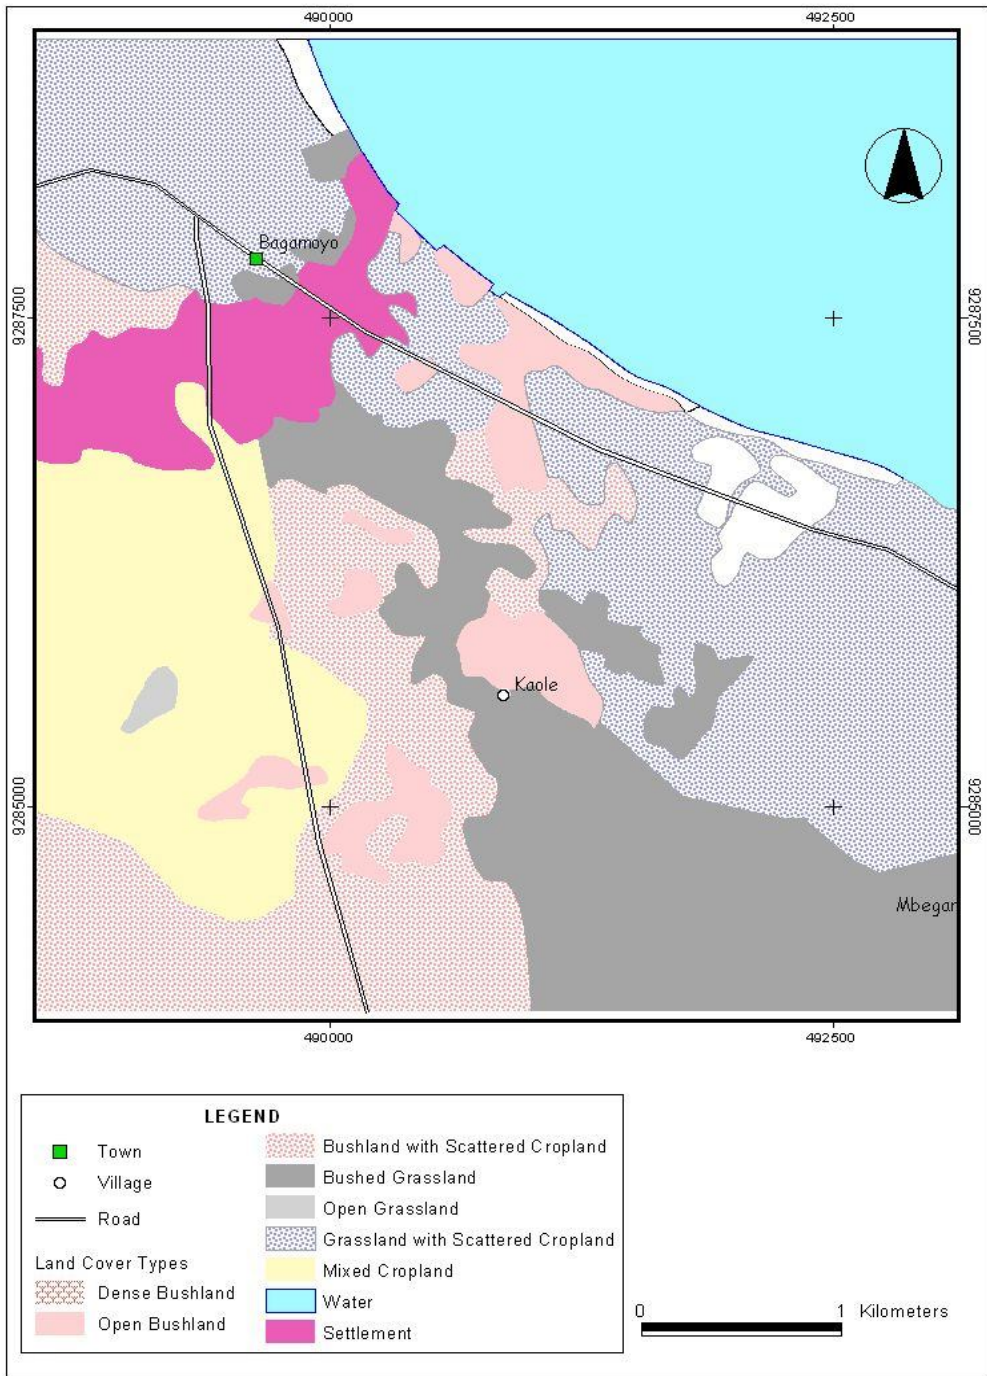 490000 492500
Bagamoyo
9287500 9287500
Kaole
9285000 9285000
Mbegar
490000 492500
LEGEND
Town
Village
Road
Land Cover Types
Dense Bushland
Open Bushland
Bushland with Scattered Cropland
Bushed Grassland
Open Grassland
Grassland with Scattered Cropland
Mixed Cropland
Water
Settlement
0 1 Kilometers